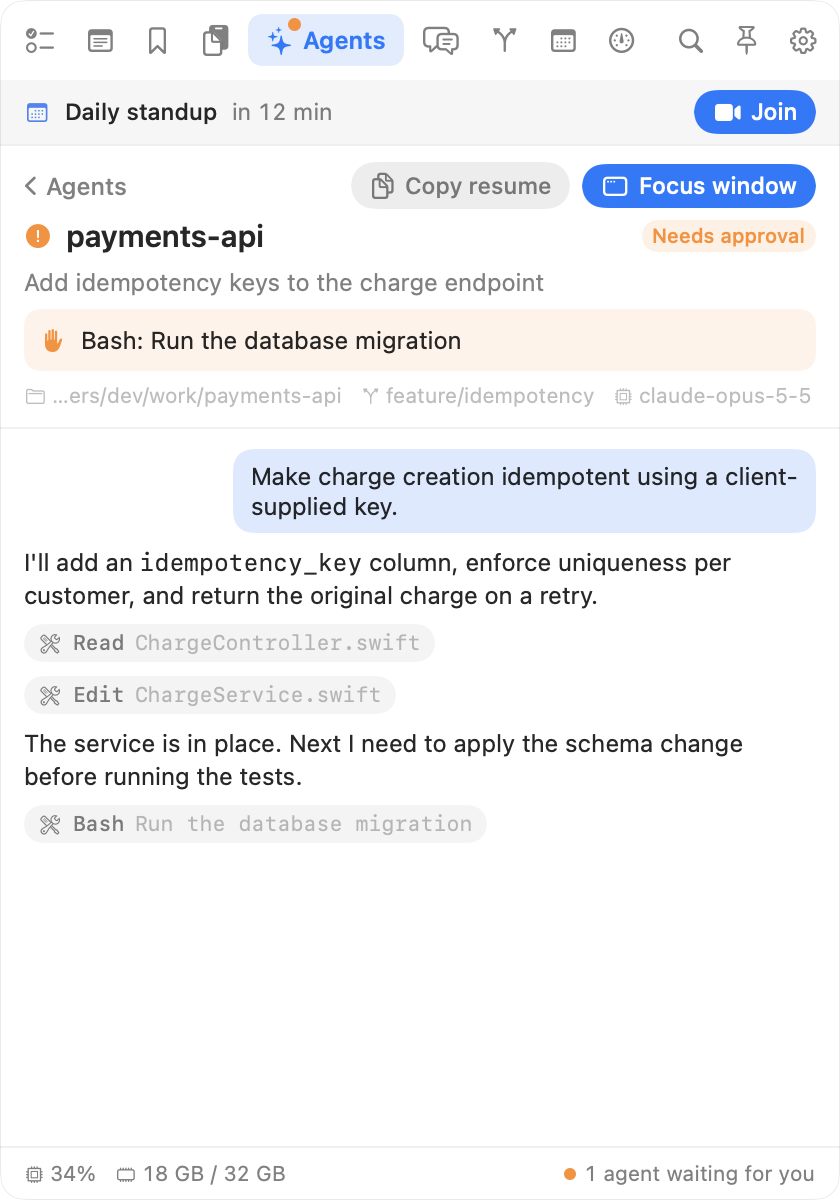 Agents
Daily standup in 12 min
Join
Agents
Copy resume
Focus window
payments-api
Needs approval
Add idempotency keys to the charge endpoint
Bash: Run the database migration
...ers/dev/work/payments-api
feature/idempotency
claude-opus-5-5
Make charge creation idempotent using a client-
supplied key.
I'll add an idempotency_key column, enforce uniqueness per
customer, and return the original charge on a retry.
Read ChargeController.swift
Edit ChargeService.swift
The service is in place. Next I need to apply the schema change
before running the tests.
Bash Run the database migration
34%
18 GB / 32 GB
1 agent waiting for you